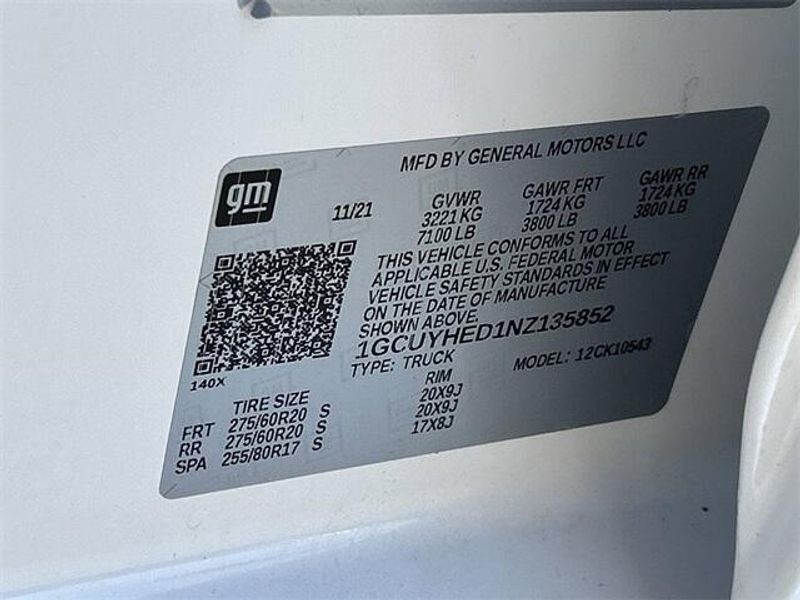 MFD BY GENERAL MOTORS LLC
gm
11/21
GVWR GAWR FRT GAWR RR
3221 KG 1724 KG 1724 KG
7100 LB 3800 LB 3800 LB
THIS VEHICLE CONFORMS TO ALL
APPLICABLE U.S. FEDERAL MOTOR
VEHICLE SAFETY STANDARDS IN EFFECT
ON THE DATE OF MANUFACTURE
SHOWN ABOVE.
1GCUYHED1NZ135852
TYPE: TRUCK MODEL: 12CK10543
140X
TIRE SIZE RIM
FRT 275/60R20 S 20X9J
RR 275/60R20 S 20X9J
SPA 255/80R17 S 17X8J